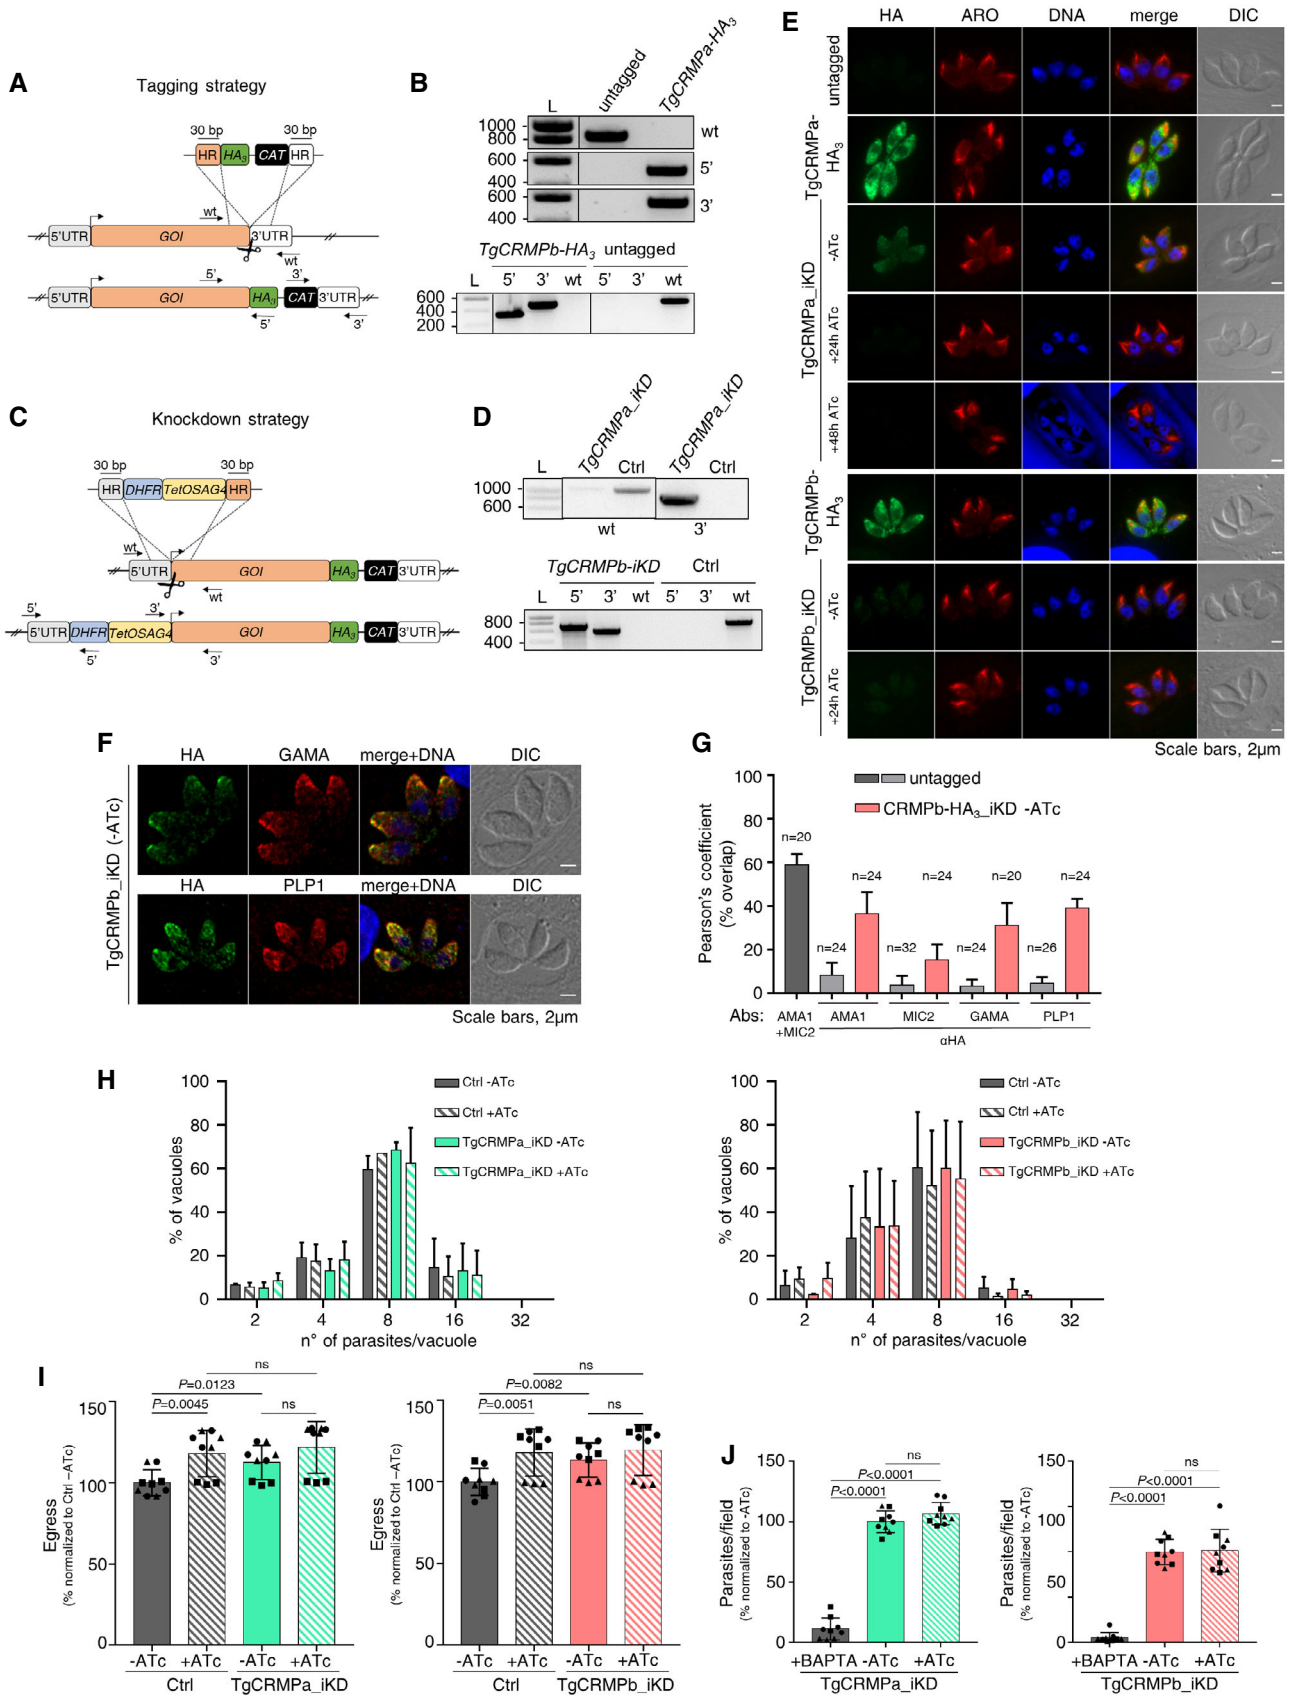 A
Tagging strategy
30 bp
30 bp
HR HA3 CAT HR
wt
5'UTR GOI 3'UTR
wt
5' 3'
5'UTR GOI HA3 CAT 3'UTR
5' 3'
B
L untagged TgCRMPa-HA3
1000
800
wt
600
400
5'
600
400
3'
TgCRMPb-HA3 untagged
L 5' 3' wt 5' 3' wt
600
400
200
C
Knockdown strategy
30 bp
30 bp
HR DHFR TetOSAG4 HR
wt
5'UTR GOI HA3 CAT 3'UTR
wt
5' 3'
5'UTR DHFR TetOSAG4 GOI HA3 CAT 3'UTR
5' 3'
D
L TgCRMPa_iKD Ctrl TgCRMPa_iKD Ctrl
1000
600
wt 3'
TgCRMPb-iKD Ctrl
L 5' 3' wt 5' 3' wt
800
400
E
HA ARO DNA merge DIC
untagged
TgCRMPa-HA3
TgCRMPa_iKD
-ATc
+24h ATc
+48h ATc
TgCRMPb-HA3
TgCRMPb_iKD
-ATc
+24h ATc
Scale bars, 2µm
F
TgCRMPb_iKD (-ATc)
HA GAMA merge+DNA DIC
HA PLP1 merge+DNA DIC
Scale bars, 2µm
G
Pearson's coefficient
(% overlap)
100
80
60
40
20
0
untagged
CRMPb-HA3_iKD -ATc
n=20
n=24
n=24
n=32
n=24
n=24
n=20
n=26
n=24
Abs: AMA1 +MIC2 AMA1 MIC2 GAMA PLP1
αHA
H
% of vacuoles
100
80
60
40
20
0
2 4 8 16 32
n° of parasites/vacuole
Ctrl -ATc
Ctrl +ATc
TgCRMPa_iKD -ATc
TgCRMPa_iKD +ATc
% of vacuoles
100
80
60
40
20
0
2 4 8 16 32
n° of parasites/vacuole
Ctrl -ATc
Ctrl +ATc
TgCRMPb_iKD -ATc
TgCRMPb_iKD +ATc
I
Egress
(% normalized to Ctrl –ATc)
150
100
50
0
ns
P=0.0123
P=0.0045
ns
-ATc +ATc -ATc +ATc
Ctrl TgCRMPa_iKD
Egress
(% normalized to Ctrl –ATc)
150
100
50
0
ns
P=0.0082
P=0.0051
ns
-ATc +ATc -ATc +ATc
Ctrl TgCRMPb_iKD
J
Parasites/field
(% normalized to -ATc)
150
100
50
0
ns
P<0.0001
P<0.0001
+BAPTA -ATc +ATc
TgCRMPa_iKD
Parasites/field
(% normalized to -ATc)
150
100
50
0
ns
P<0.0001
P<0.0001
+BAPTA -ATc +ATc
TgCRMPb_iKD